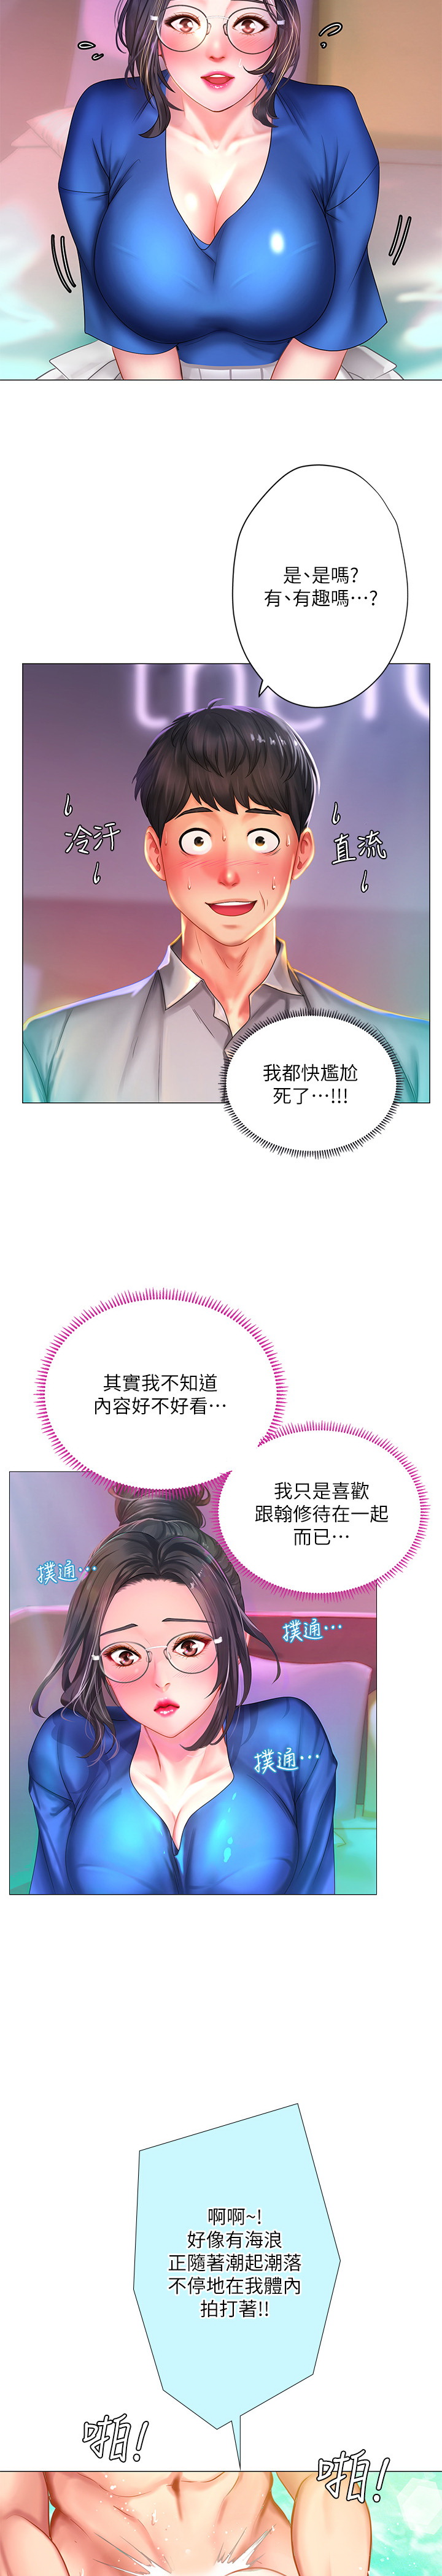 是、是嗎?
有、有趣嗎…?
冷汗
直流
我都快尷尬
死了…!!!
其實我不知道
內容好不好看…
我只是喜歡
跟翰修待在一起
而已…
撲通…
撲通…
撲通…
啊啊~!
好像有海浪
正隨著潮起潮落
不停地在我體內
拍打著!!
啪!
啪!